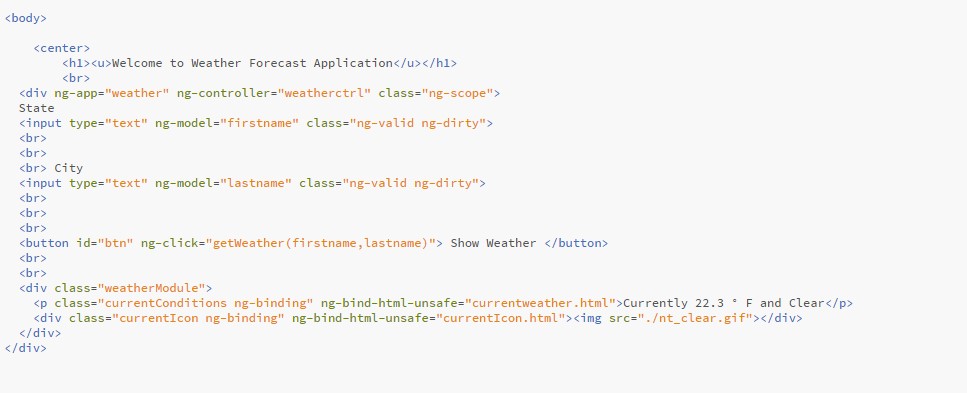 <body>
<center>
<h1><u>Welcome to Weather Forecast Application</u></h1>
<br>
<div ng-app="weather" ng-controller="weatherctrl" class="ng-scope">
State
<input type="text" ng-model="firstname" class="ng-valid ng-dirty">
<br>
<br>
<br> City
<input type="text" ng-model="lastname" class="ng-valid ng-dirty">
<br>
<br>
<br>
<button id="btn" ng-click="getWeather(firstname,lastname)"> Show Weather </button>
<br>
<br>
<div class="weatherModule">
<p class="currentConditions ng-binding" ng-bind-html-unsafe="currentweather.html">Currently 22.3 ° F and Clear</p>
<div class="currentIcon ng-binding" ng-bind-html-unsafe="currentIcon.html"><img src="./nt_clear.gif"></div>
</div>
</div>